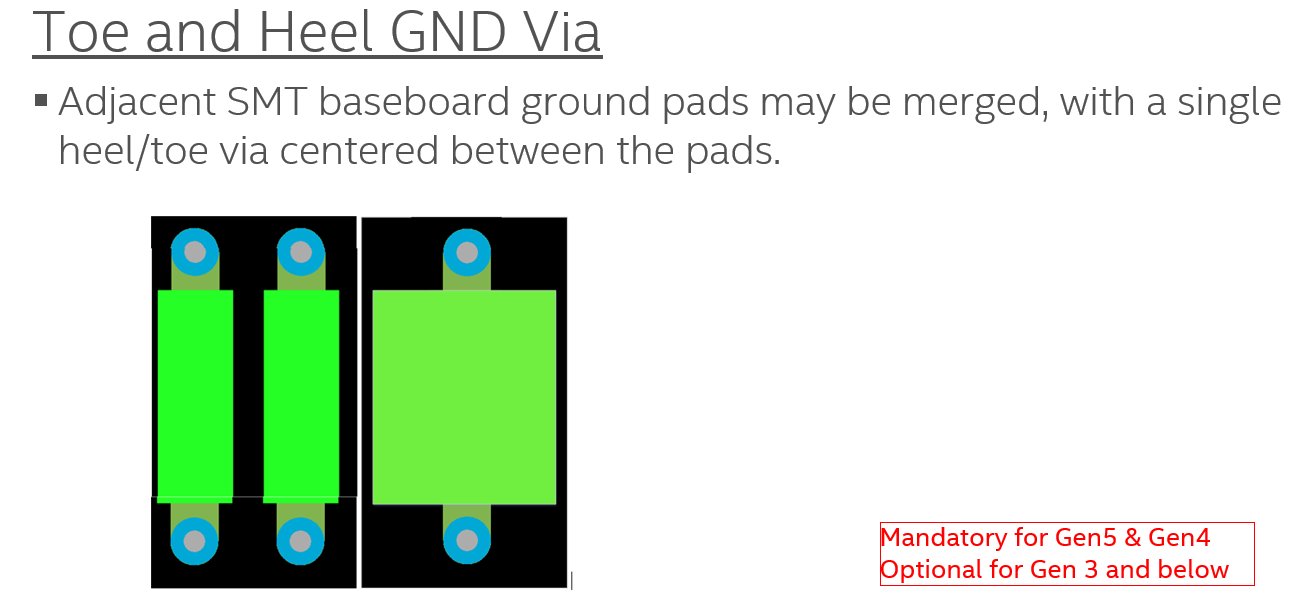 Toe and Heel GND Via
▪ Adjacent SMT baseboard ground pads may be merged, with a single
heel/toe via centered between the pads.
Mandatory for Gen5 & Gen4
Optional for Gen 3 and below